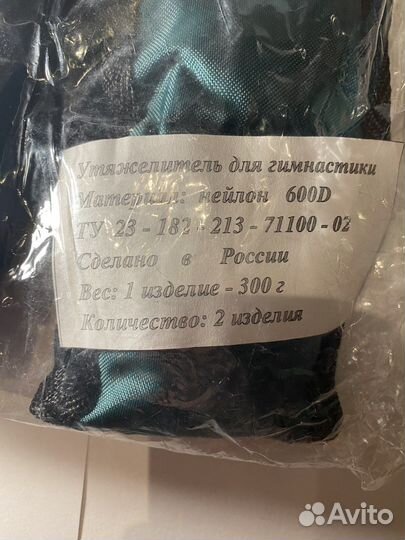 Утяжелитель для гимнастики
Материал: нейлон 600D
ТУ 23 - 182 - 213 - 71100 - 02
Сделано в России
Вес: 1 изделие - 300 г
Количество: 2 изделия
Avito